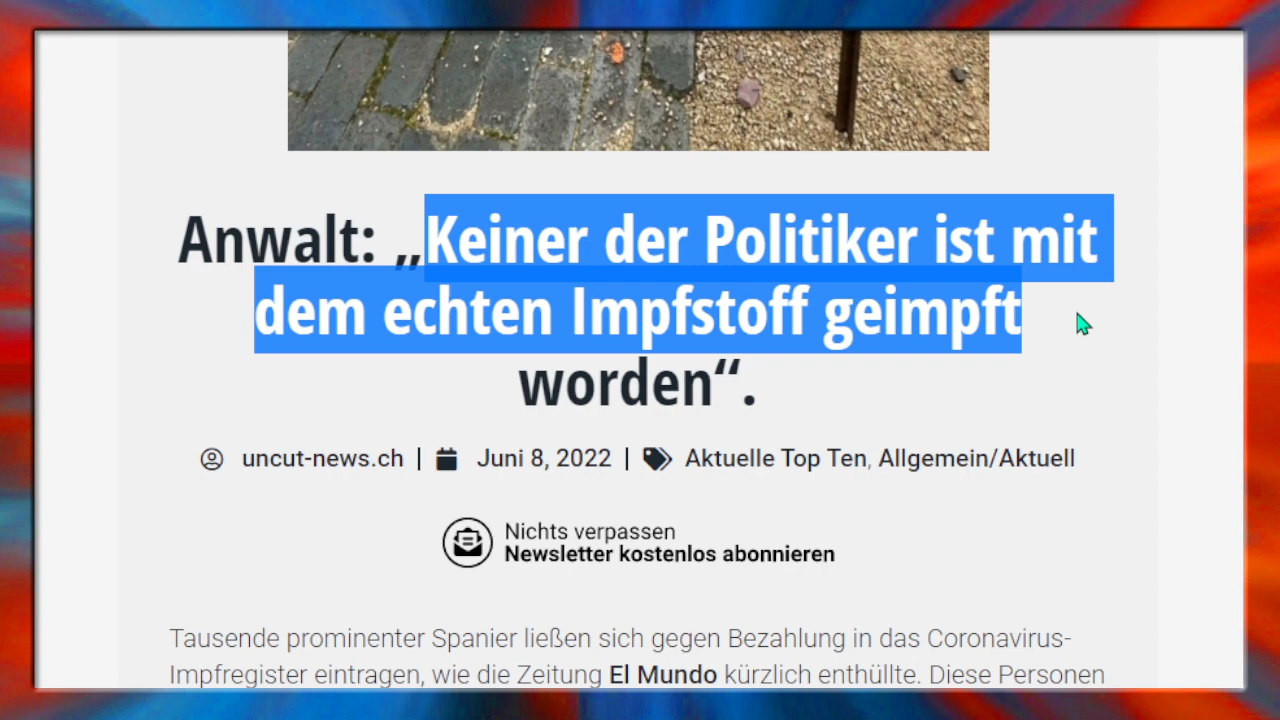 Anwalt: „Keiner der Politiker ist mit
dem echten Impfstoff geimpft
worden“.
uncut-news.ch | Juni 8, 2022 | Aktuelle Top Ten, Allgemein/Aktuell
Nichts verpassen
Newsletter kostenlos abonnieren
Tausende prominenter Spanier ließen sich gegen Bezahlung in das Coronavirus-
Impfregister eintragen, wie die Zeitung El Mundo kürzlich enthüllte. Diese Personen